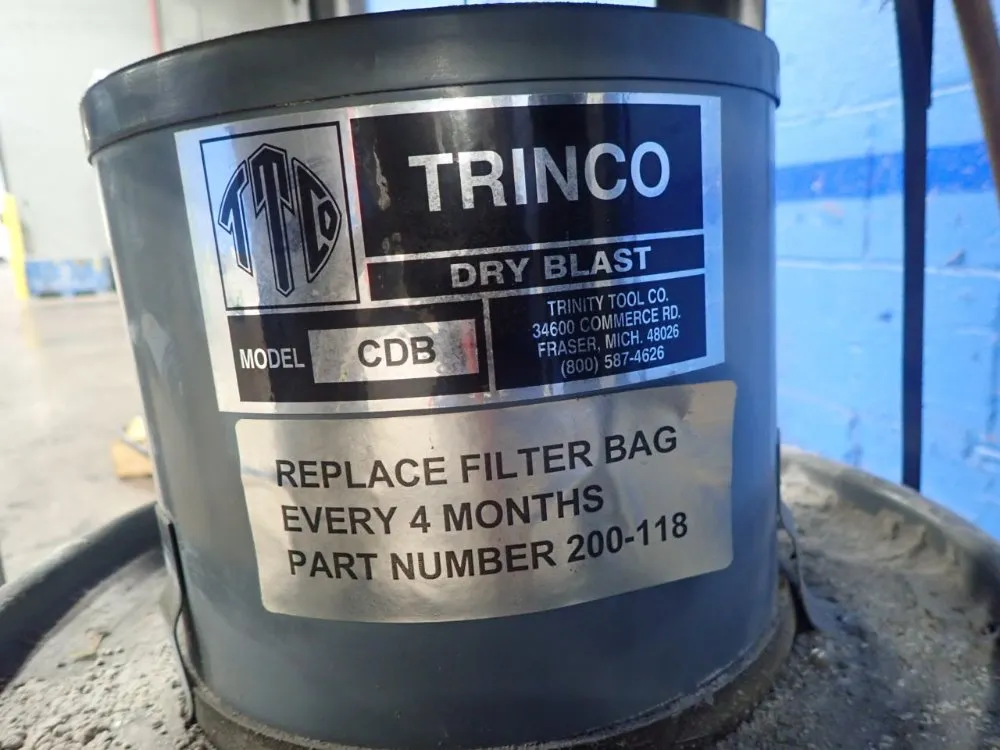 TTCO
TRINCO
DRY BLAST
MODEL CDB
TRINITY TOOL CO.
34600 COMMERCE RD.
FRASER, MICH. 48026
(800) 587-4626
REPLACE FILTER BAG
EVERY 4 MONTHS
PART NUMBER 200-118